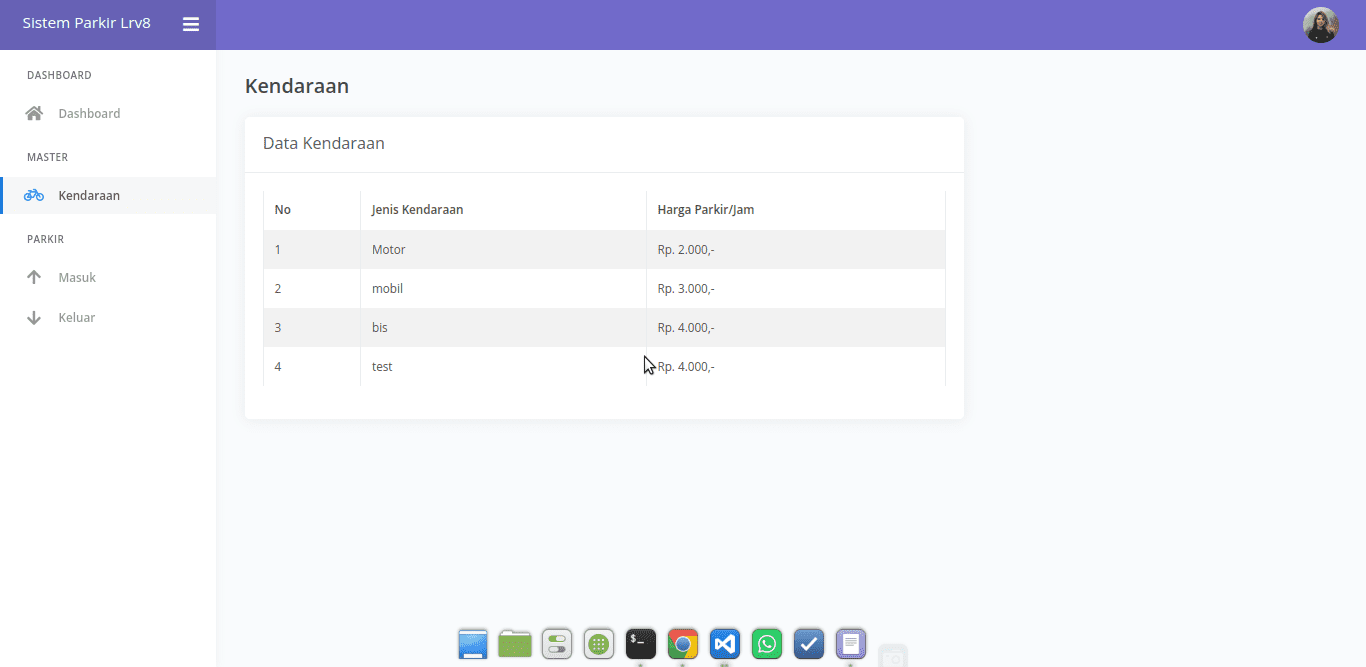 Sistem Parkir Lrv8
DASHBOARD
Dashboard
MASTER
Kendaraan
PARKIR
Masuk
Keluar
Kendaraan
Data Kendaraan
No Jenis Kendaraan Harga Parkir/Jam
1 Motor Rp. 2.000,-
2 mobil Rp. 3.000,-
3 bis Rp. 4.000,-
4 test Rp. 4.000,-
$-